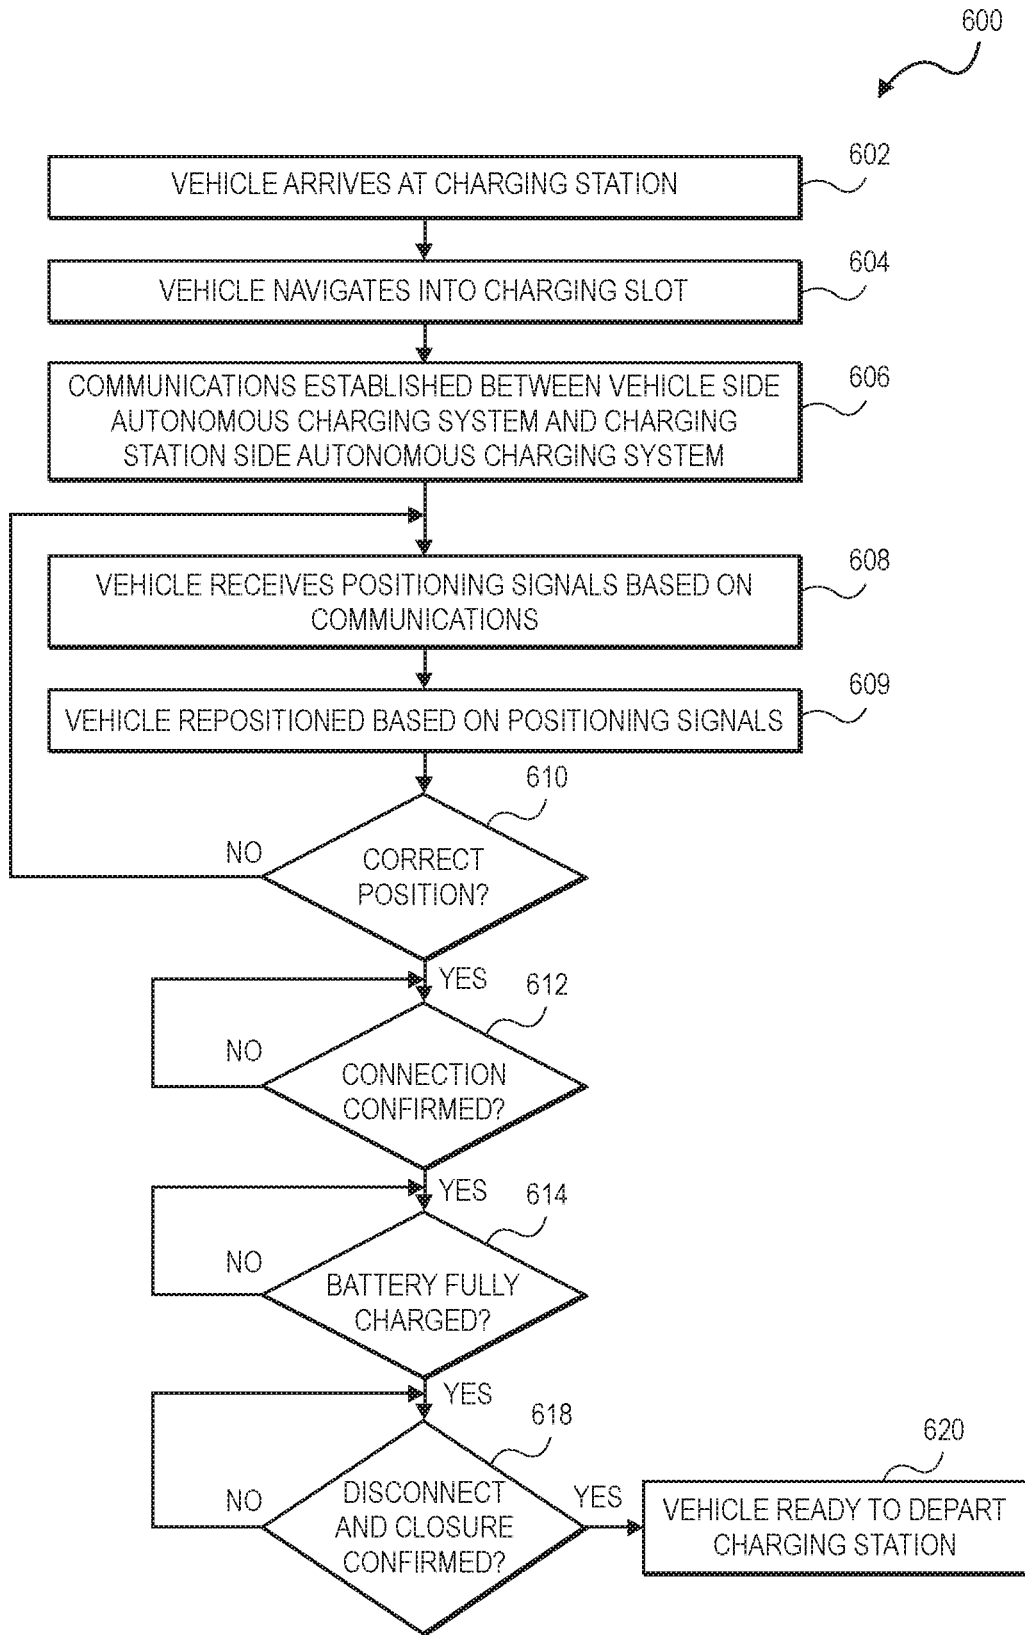 600
VEHICLE ARRIVES AT CHARGING STATION
602
VEHICLE NAVIGATES INTO CHARGING SLOT
604
COMMUNICATIONS ESTABLISHED BETWEEN VEHICLE SIDE
AUTONOMOUS CHARGING SYSTEM AND CHARGING
STATION SIDE AUTONOMOUS CHARGING SYSTEM
606
VEHICLE RECEIVES POSITIONING SIGNALS BASED ON
COMMUNICATIONS
608
VEHICLE REPOSITIONED BASED ON POSITIONING SIGNALS
609
610
NO
CORRECT
POSITION?
YES
612
NO
CONNECTION
CONFIRMED?
YES
614
NO
BATTERY FULLY
CHARGED?
YES
618
NO
DISCONNECT
AND CLOSURE
CONFIRMED?
YES
620
VEHICLE READY TO DEPART
CHARGING STATION